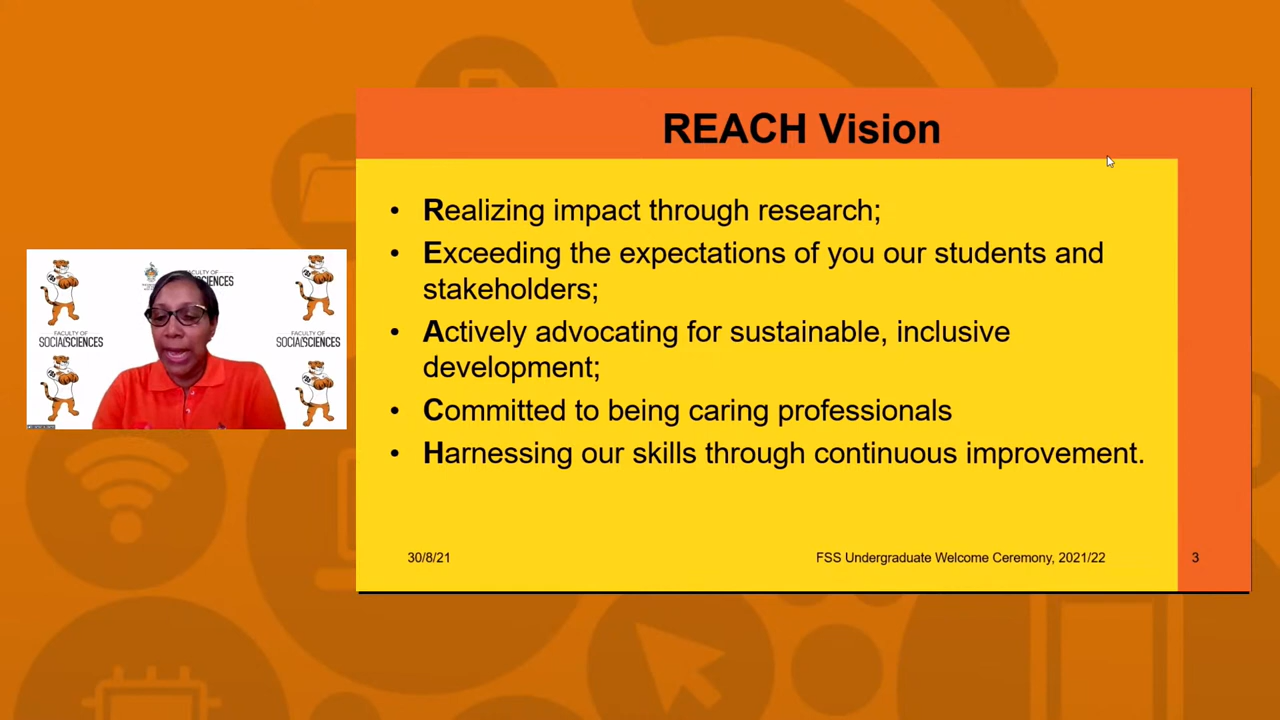 REACH Vision
• Realizing impact through research;
• Exceeding the expectations of you our students and
stakeholders;
• Actively advocating for sustainable, inclusive
development;
• Committed to being caring professionals
• Harnessing our skills through continuous improvement.
30/8/21
FSS Undergraduate Welcome Ceremony, 2021/22
3
FACULTY OF
SOCIAL SCIENCES
FACULTY OF
SOCIAL SCIENCES